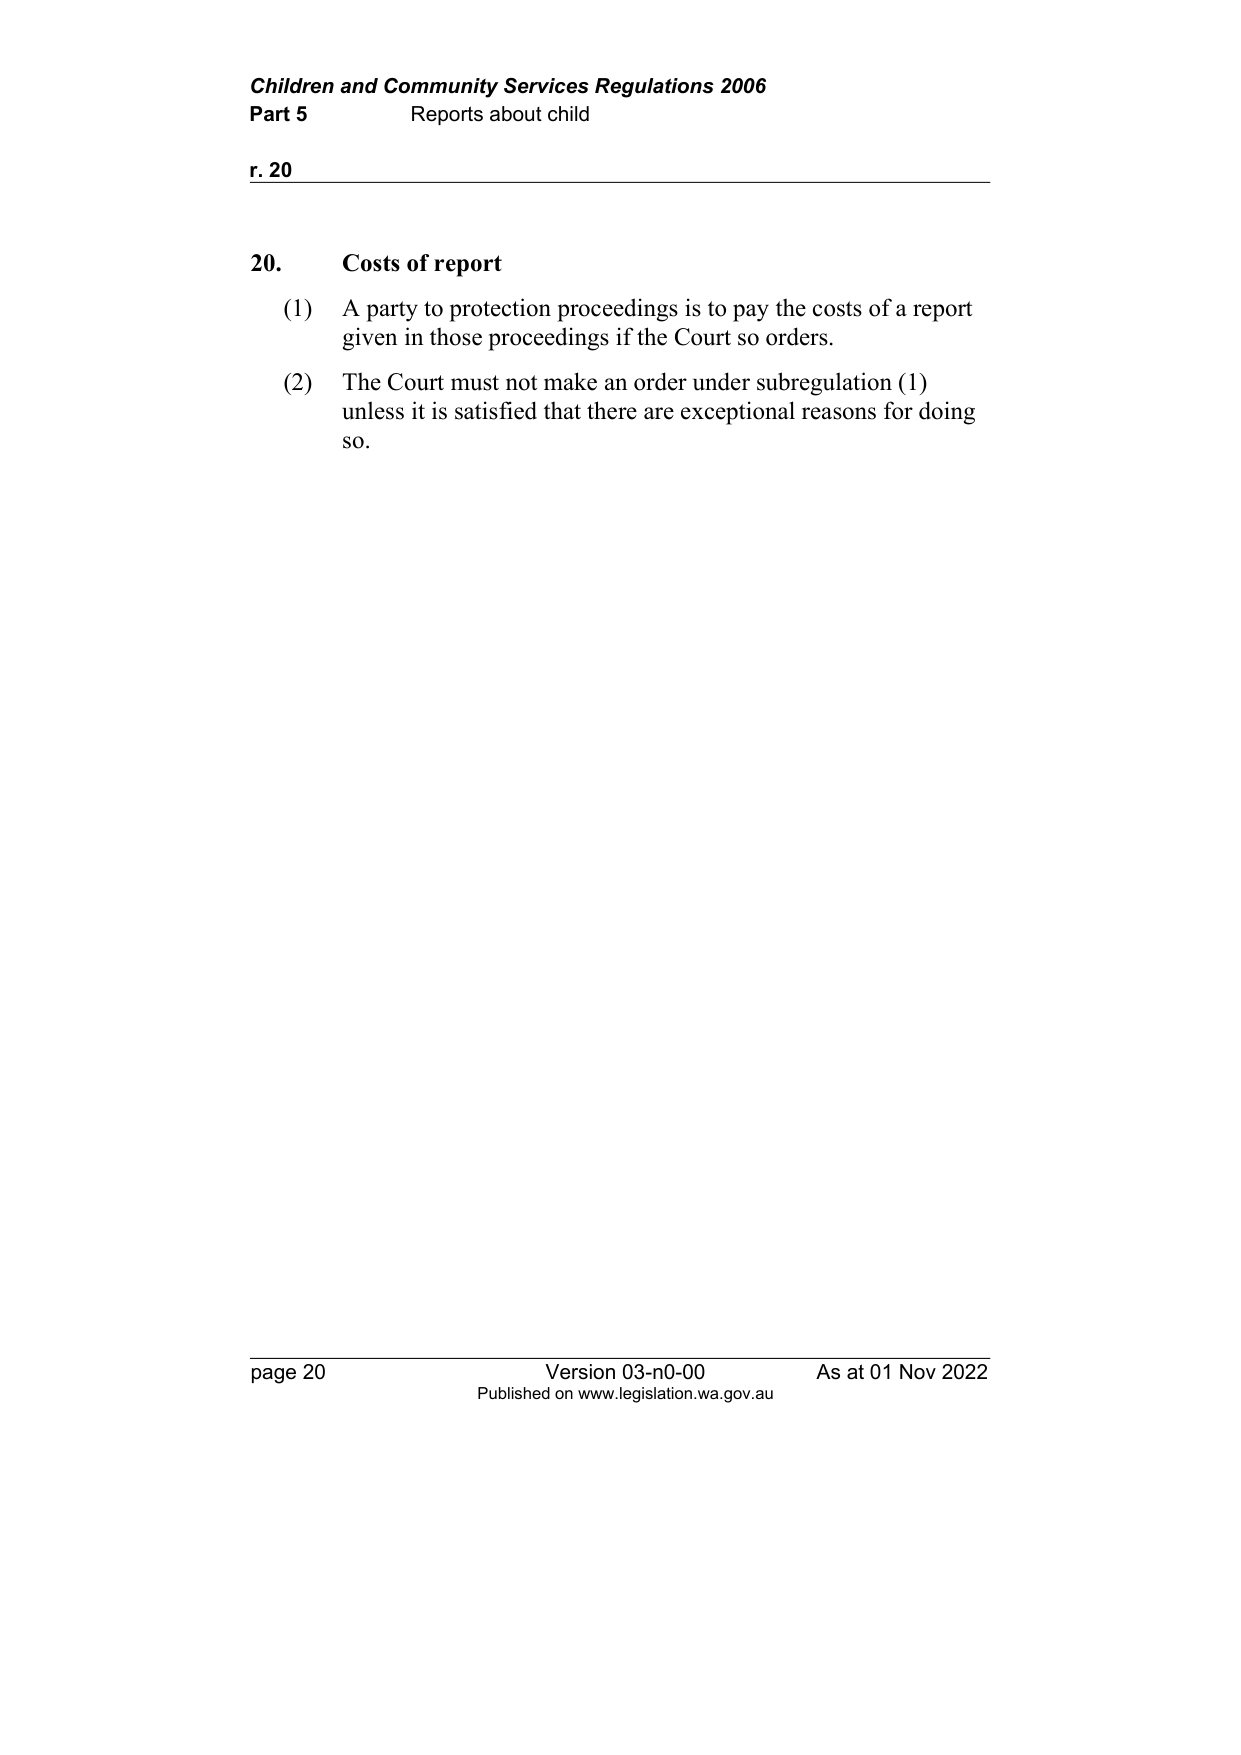 Children and Community Services Regulations 2006
Part 5 Reports about child
r. 20
20. Costs of report
(1) A party to protection proceedings is to pay the costs of a report
given in those proceedings if the Court so orders.
(2) The Court must not make an order under subregulation (1)
unless it is satisfied that there are exceptional reasons for doing
so.
page 20 Version 03-n0-00 As at 01 Nov 2022
Published on www.legislation.wa.gov.au